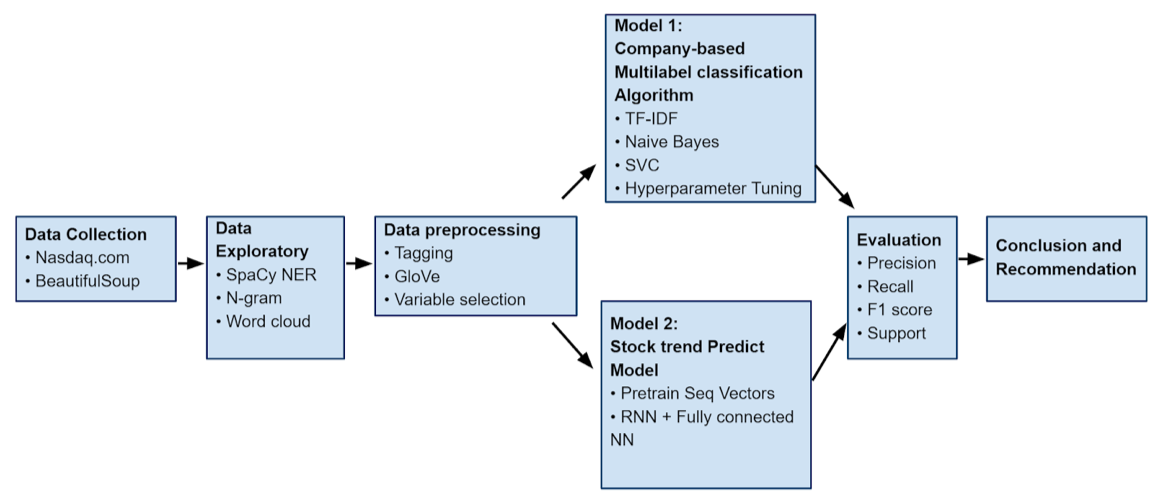 Data Collection
• Nasdaq.com
• BeautifulSoup
Data
Exploratory
• SpaCy NER
• N-gram
• Word cloud
Data preprocessing
• Tagging
• GloVe
• Variable selection
Model 1:
Company-based
Multilabel classification
Algorithm
• TF-IDF
• Naive Bayes
• SVC
• Hyperparameter Tuning
Model 2:
Stock trend Predict
Model
• Pretrain Seq Vectors
• RNN + Fully connected
NN
Evaluation
• Precision
• Recall
• F1 score
• Support
Conclusion and
Recommendation